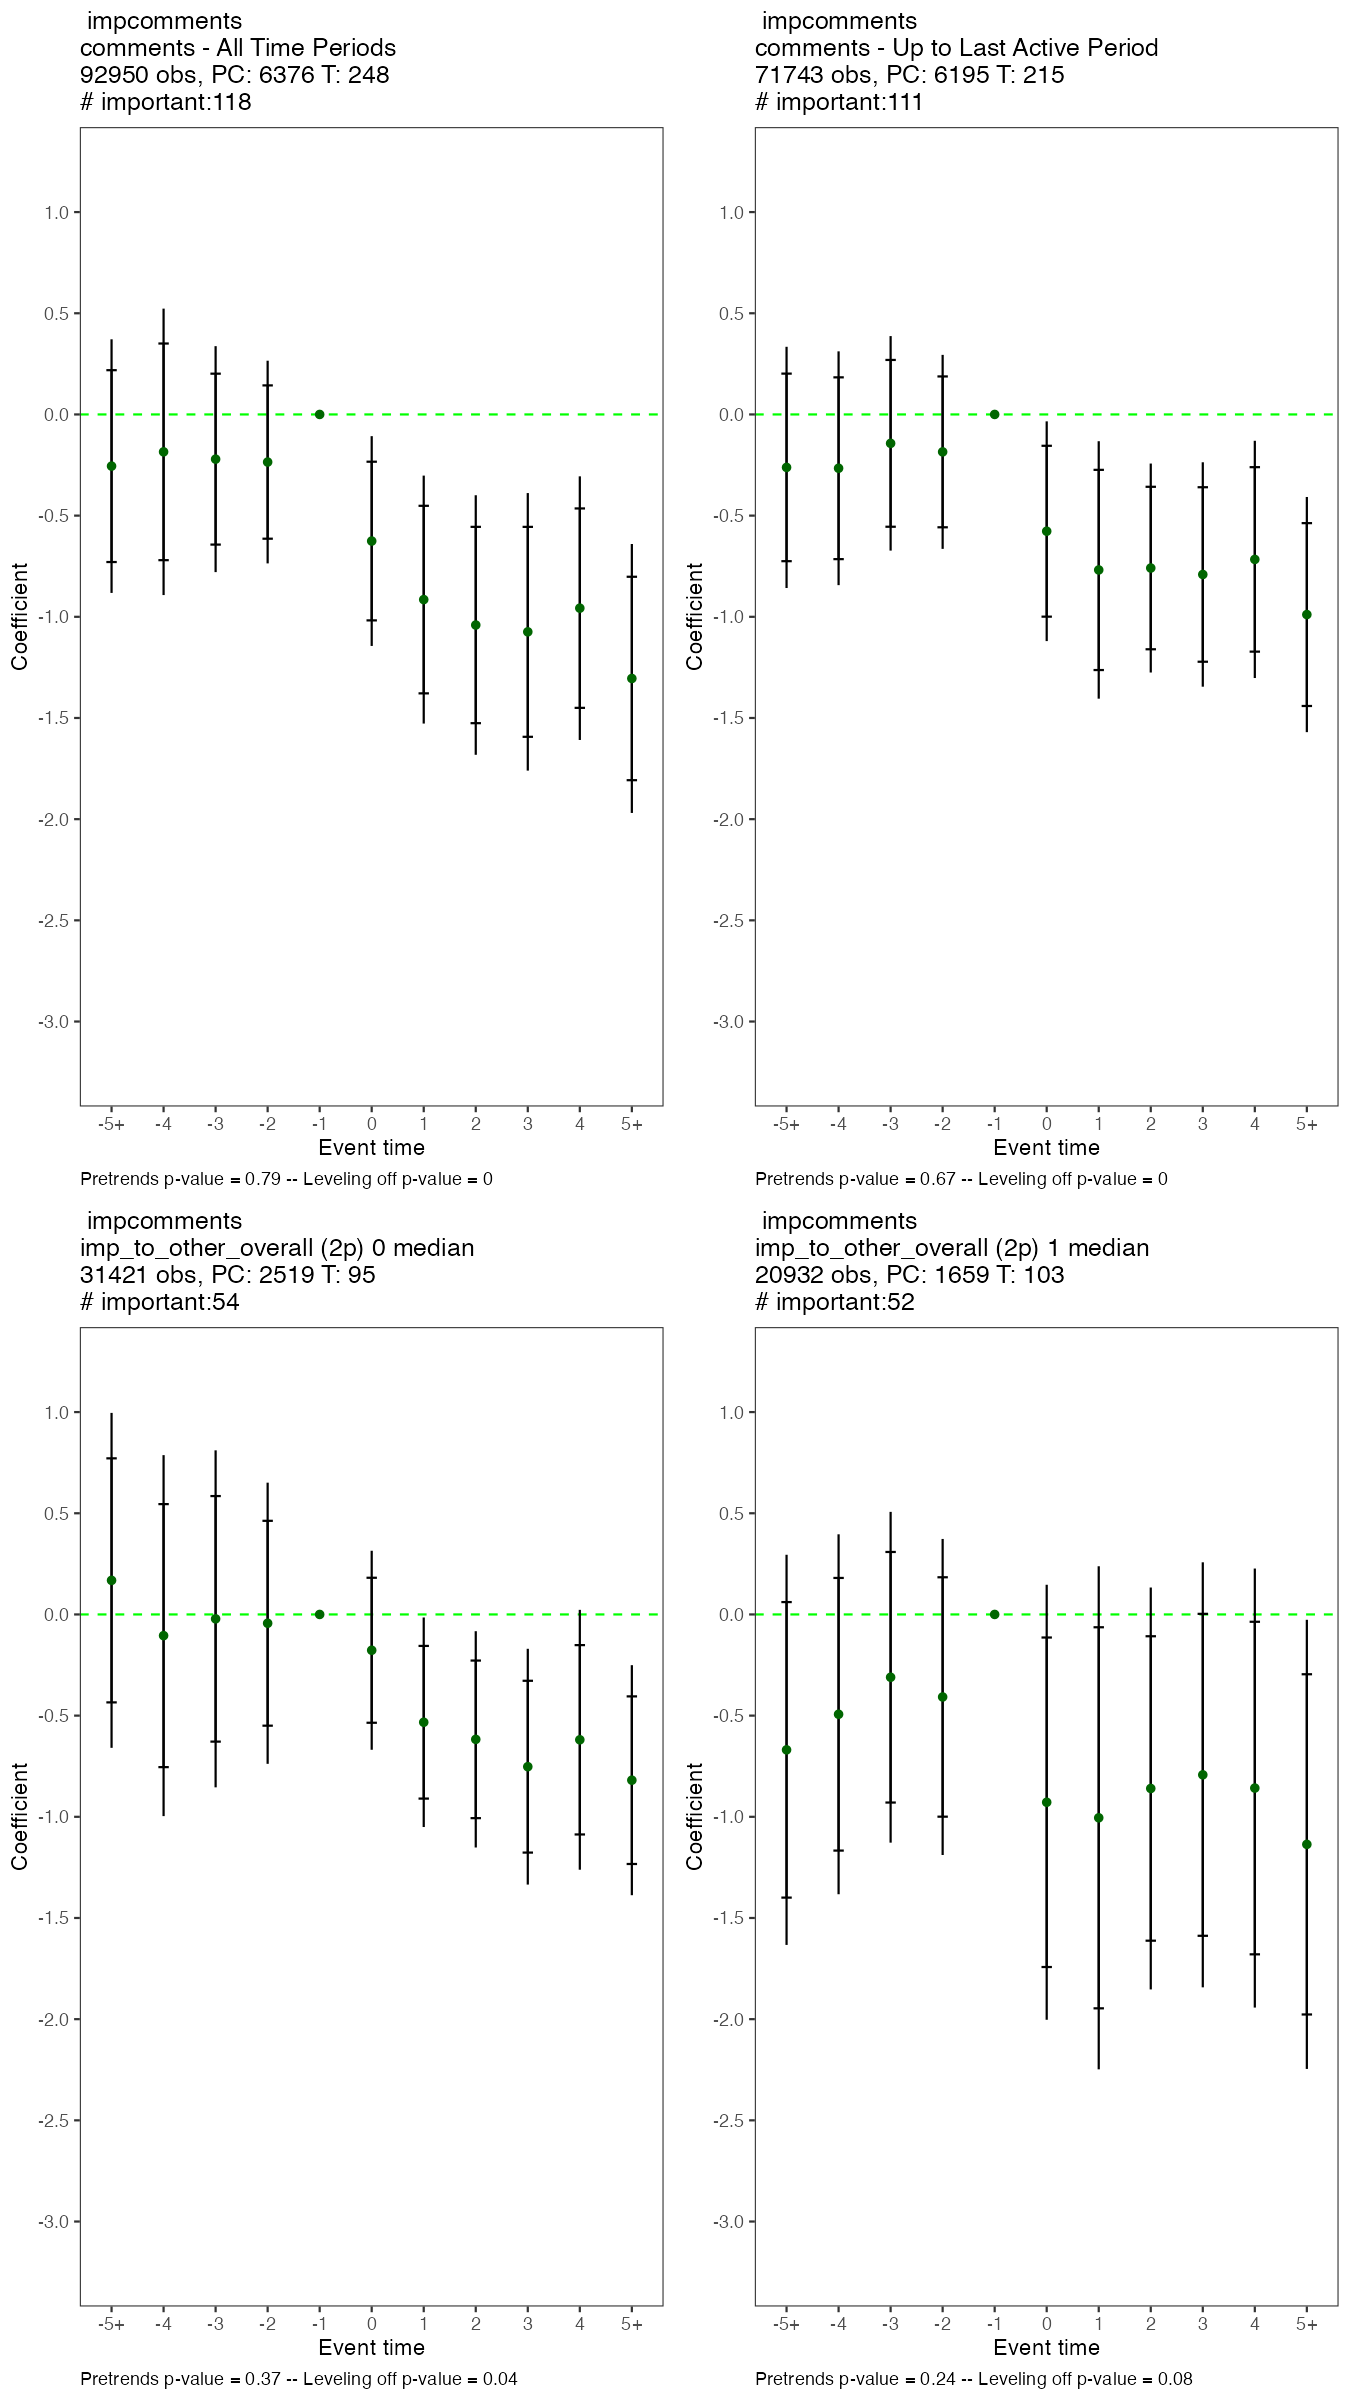 impcomments
comments - All Time Periods
92950 obs, PC: 6376 T: 248
# important:118
Coefficient
1.0
0.5
0.0
-0.5
-1.0
-1.5
-2.0
-2.5
-3.0
-5+ -4 -3 -2 -1 0 1 2 3 4 5+
Event time
Pretrends p-value = 0.79 -- Leveling off p-value = 0
impcomments
comments - Up to Last Active Period
71743 obs, PC: 6195 T: 215
# important:111
Coefficient
1.0
0.5
0.0
-0.5
-1.0
-1.5
-2.0
-2.5
-3.0
-5+ -4 -3 -2 -1 0 1 2 3 4 5+
Event time
Pretrends p-value = 0.67 -- Leveling off p-value = 0
impcomments
imp_to_other_overall (2p) 0 median
31421 obs, PC: 2519 T: 95
# important:54
Coefficient
1.0
0.5
0.0
-0.5
-1.0
-1.5
-2.0
-2.5
-3.0
-5+ -4 -3 -2 -1 0 1 2 3 4 5+
Event time
Pretrends p-value = 0.37 -- Leveling off p-value = 0.04
impcomments
imp_to_other_overall (2p) 1 median
20932 obs, PC: 1659 T: 103
# important:52
Coefficient
1.0
0.5
0.0
-0.5
-1.0
-1.5
-2.0
-2.5
-3.0
-5+ -4 -3 -2 -1 0 1 2 3 4 5+
Event time
Pretrends p-value = 0.24 -- Leveling off p-value = 0.08